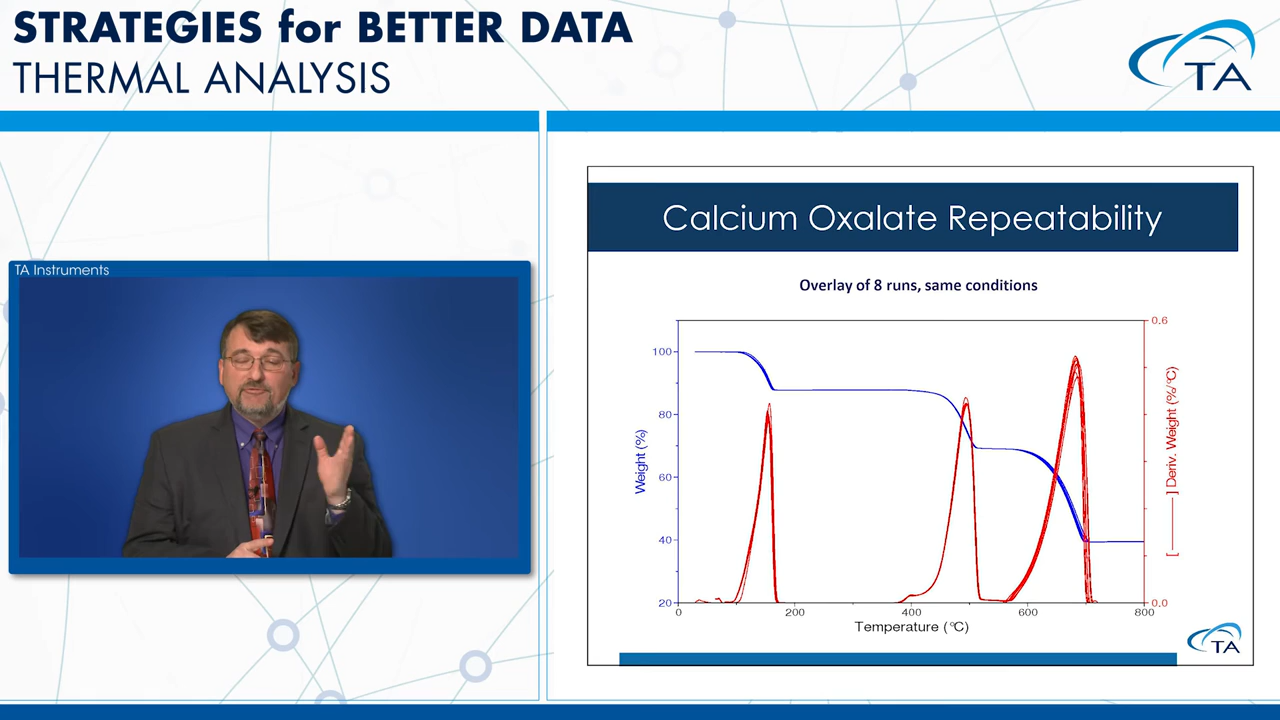 STRATEGIES for BETTER DATA
THERMAL ANALYSIS
TA
TA Instruments
Calcium Oxalate Repeatability
Overlay of 8 runs, same conditions
100
80
60
40
20
Weight (%)
0
200
400
600
800
Temperature (°C)
0.6
0.0
[ ——— ] Deriv. Weight (%/°C)
TA